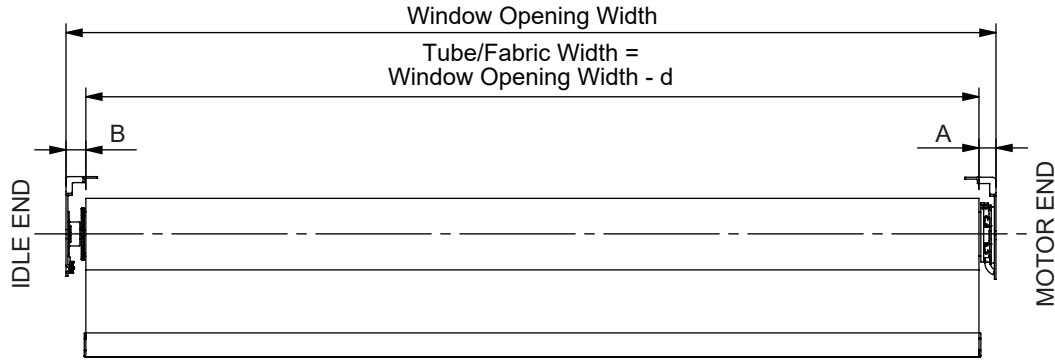 Window Opening Width
Tube/Fabric Width =
Window Opening Width - d
B
A
IDLE END
MOTOR END